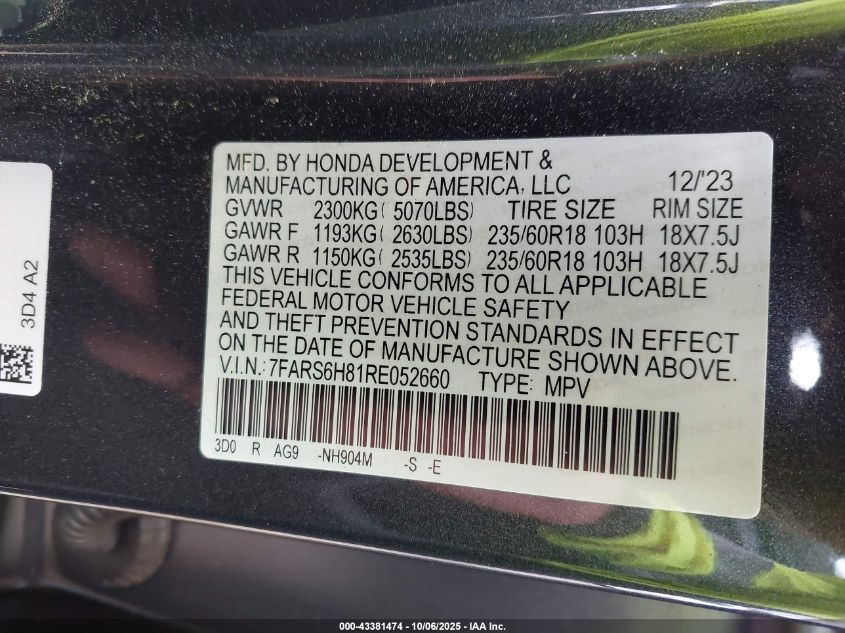 MFD. BY HONDA DEVELOPMENT &
MANUFACTURING OF AMERICA, LLC 12/'23
GVWR 2300KG( 5070LBS) TIRE SIZE RIM SIZE
GAWR F 1193KG( 2630LBS) 235/60R18 103H 18X7.5J
GAWR R 1150KG( 2535LBS) 235/60R18 103H 18X7.5J
THIS VEHICLE CONFORMS TO ALL APPLICABLE
FEDERAL MOTOR VEHICLE SAFETY
AND THEFT PREVENTION STANDARDS IN EFFECT
ON THE DATE OF MANUFACTURE SHOWN ABOVE.
V.I.N.: 7FARS6H81RE052660 TYPE: MPV
3D0 R AG9 -NH904M -S -E
3D4 A2
000-43381474 - 10/06/2025 - IAA Inc.